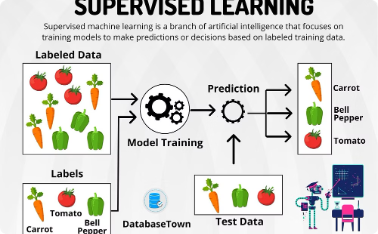 SUPERVISED LEARNING
Supervised machine learning is a branch of artificial intelligence that focuses on
training models to make predictions or decisions based on labeled training data.
Labeled Data
Prediction
Carrot
Bell
Pepper
Model Training
Tomato
Labels
Tomato
Carrot
Bell
Pepper
DatabaseTown
Test Data